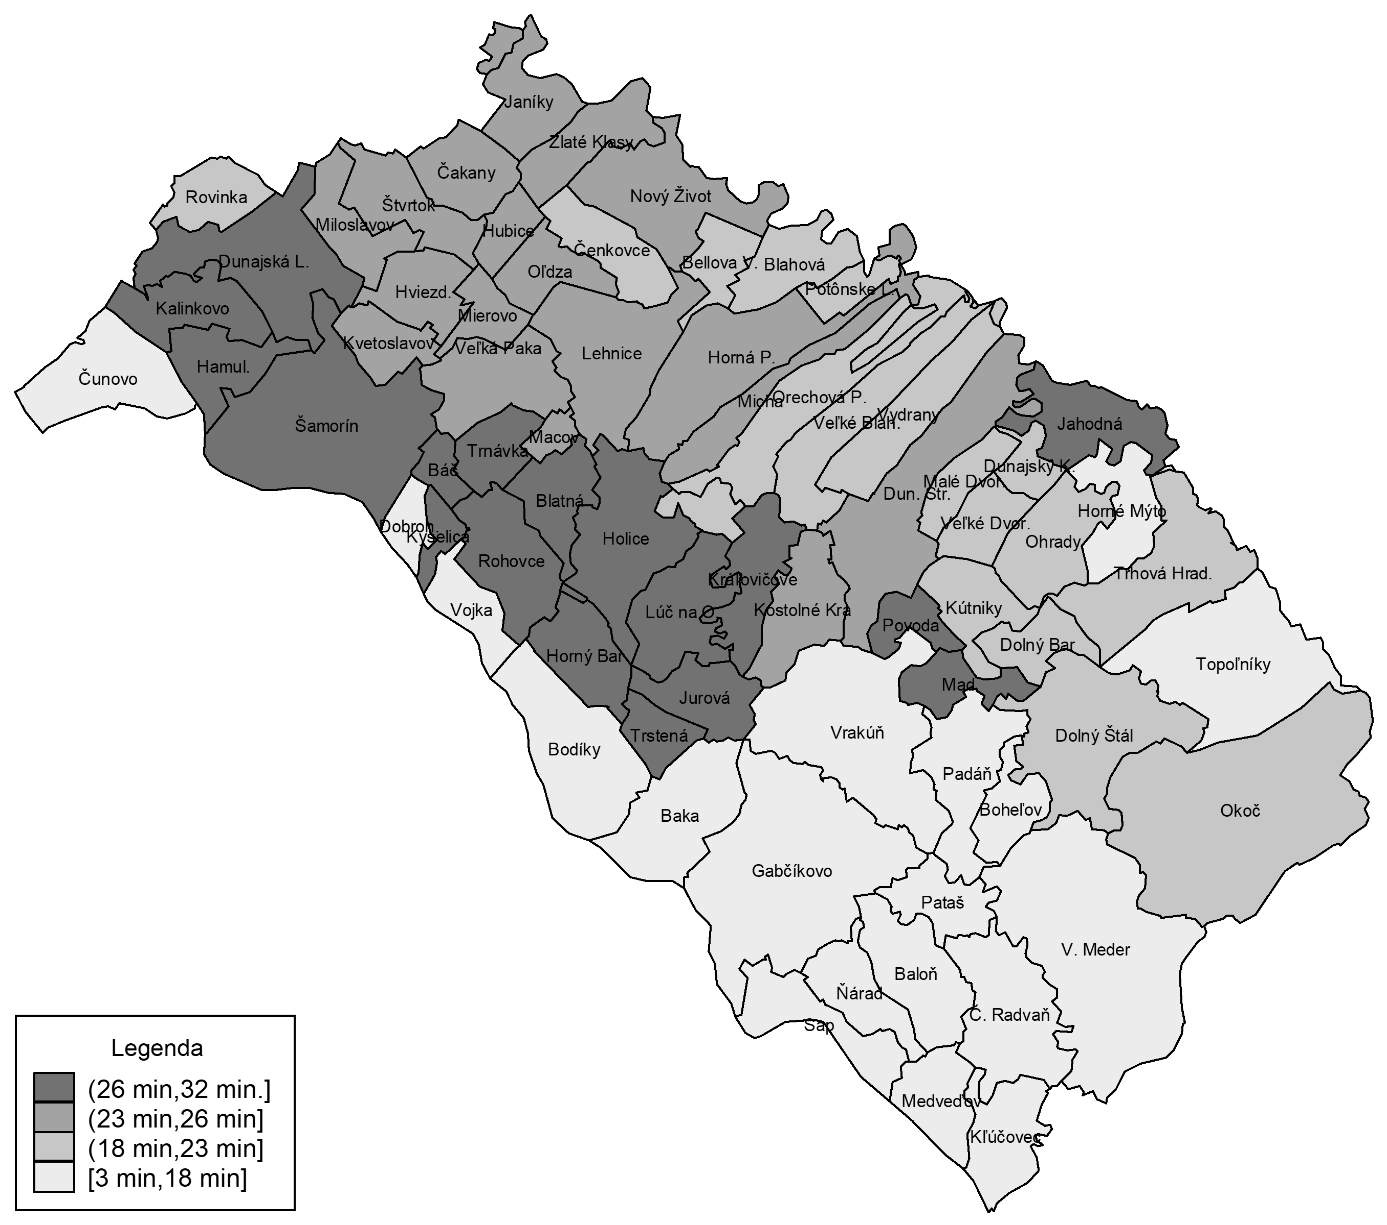 Janíky
Zlaté Klasy
Čakany
Rovinka
Nový Život
Štvrtok
Miloslavov
Hubice
Čenkovce
Dunajská L.
Bellova V.
Blahová
Oľdza
Hviezd.
Potônske L.
Kalinkovo
Mierovo
Kvetoslavov
Veľká Paka
Lehnice
Horná P.
Hamul.
Čunovo
Micha
Orechová P.
Veľké Blah.
Vydrany
Šamorín
Jahodná
Macov
Trnávka
Báč
Dunajský K.
Malé Dvor.
Dun. Str.
Blatná
Horné Mýto
Dobroh.
Kyselica
Veľké Dvor.
Holice
Ohrady
Rohovce
Trhová Hrad.
Kráľovičove
Vojka
Lúč na O.
Kostolné Kra
Kútniky
Povoda
Dolný Bar
Horný Bar
Topoľníky
Mad.
Jurová
Vrakúň
Trstená
Dolný Štál
Bodíky
Padáň
Baka
Boheľov
Okoč
Gabčíkovo
Pataš
V. Meder
Baloň
Ňárad
Č. Radvaň
Sap
Medveďov
Kľúčovec
Legenda
(26 min,32 min.]
(23 min,26 min]
(18 min,23 min]
[3 min,18 min]